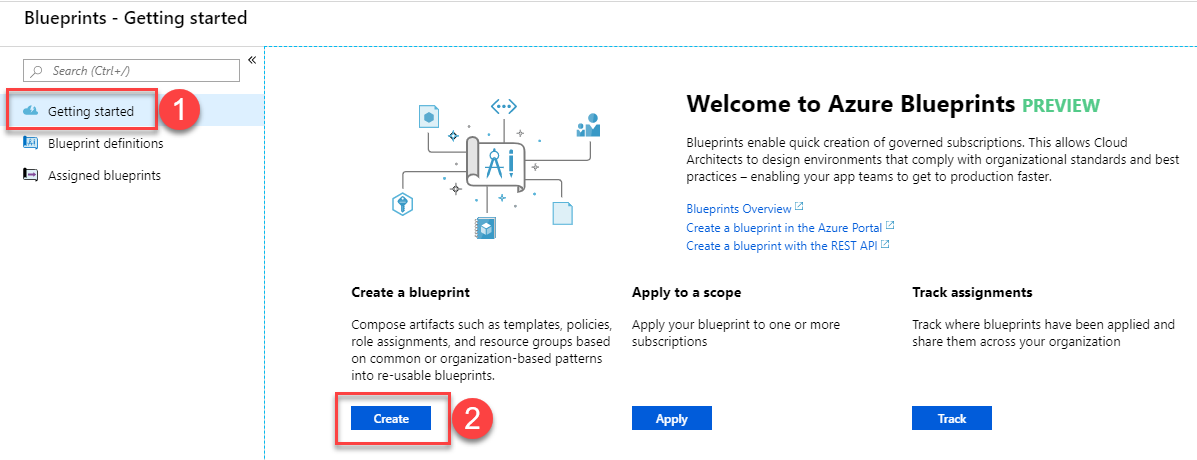 Blueprints - Getting started
Search (Ctrl+/)
«
Getting started
1
Blueprint definitions
Assigned blueprints
Welcome to Azure Blueprints PREVIEW
Blueprints enable quick creation of governed subscriptions. This allows Cloud
Architects to design environments that comply with organizational standards and best
practices – enabling your app teams to get to production faster.
Blueprints Overview
Create a blueprint in the Azure Portal
Create a blueprint with the REST API
Create a blueprint
Compose artifacts such as templates, policies,
role assignments, and resource groups based
on common or organization-based patterns
into re-usable blueprints.
Create
2
Apply to a scope
Apply your blueprint to one or more
subscriptions
Apply
Track assignments
Track where blueprints have been applied and
share them across your organization
Track